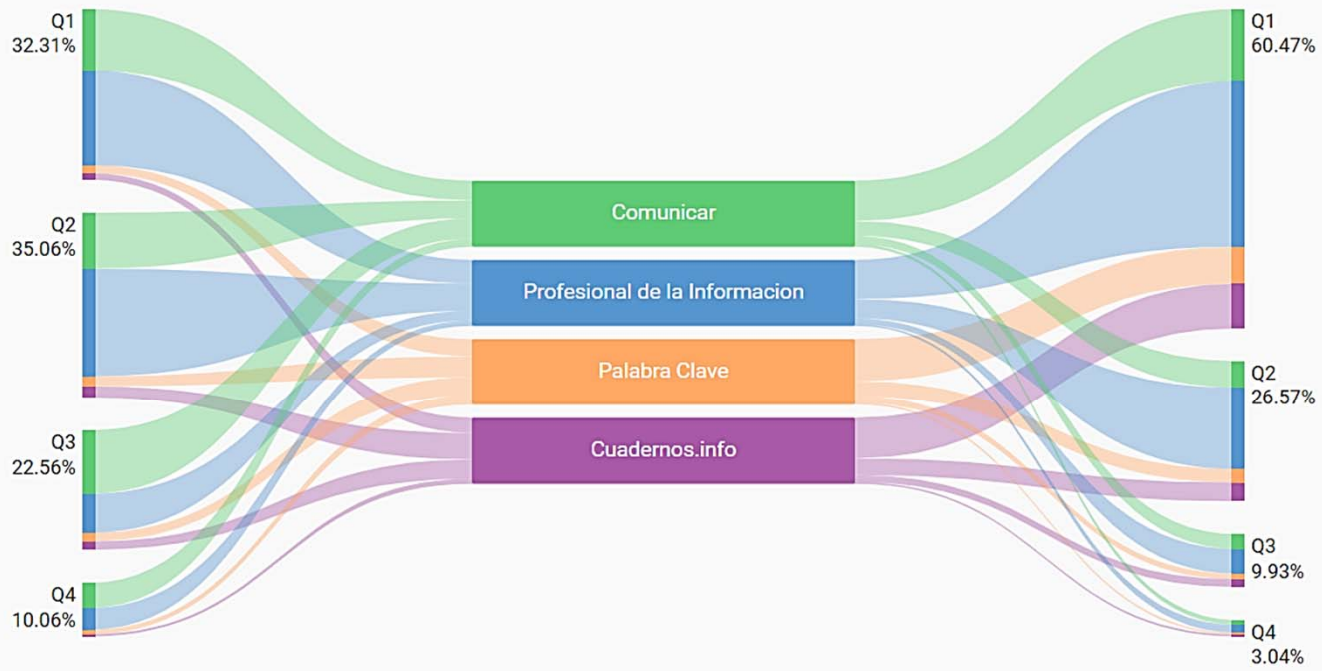 Q1
32.31%
Q2
35.06%
Q3
22.56%
Q4
10.06%
Comunicar
Profesional de la Informacion
Palabra Clave
Cuadernos.info
Q1
60.47%
Q2
26.57%
Q3
9.93%
Q4
3.04%